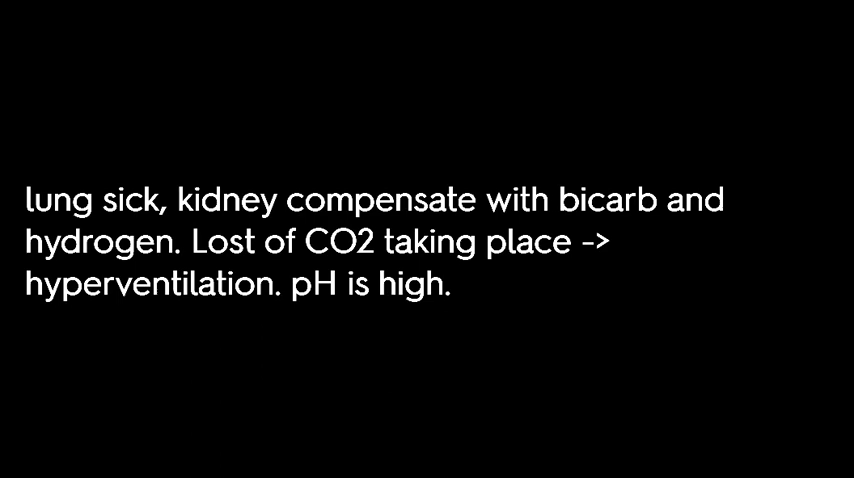 lung sick, kidney compensate with bicarb and
hydrogen. Lost of CO2 taking place ->
hyperventilation. pH is high.